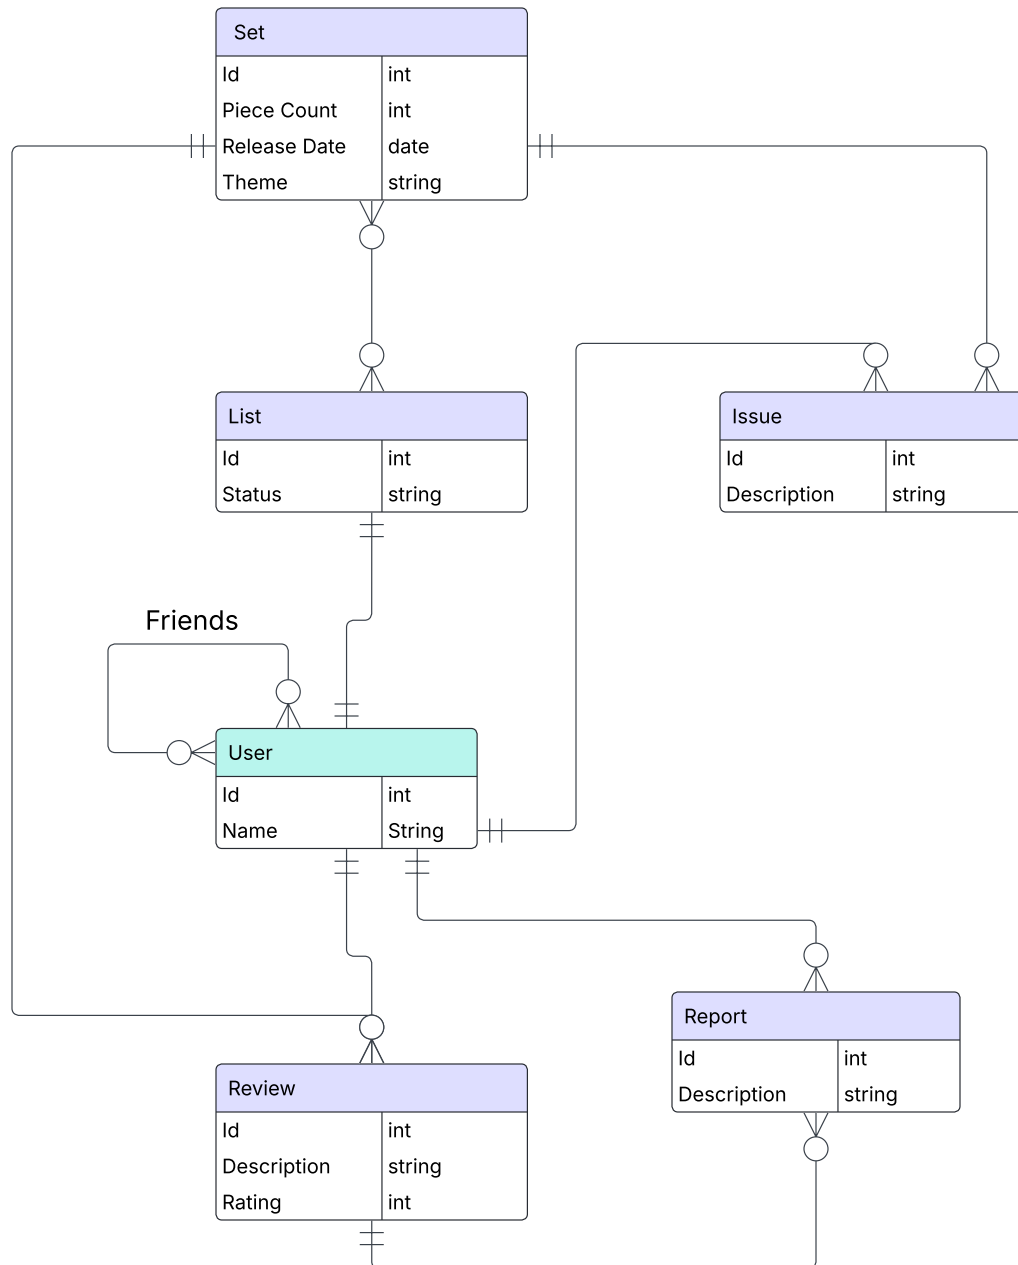 Set
Id int
Piece Count int
Release Date date
Theme string
List
Id int
Status string
Issue
Id int
Description string
Friends
User
Id int
Name String
Report
Id int
Description string
Review
Id int
Description string
Rating int